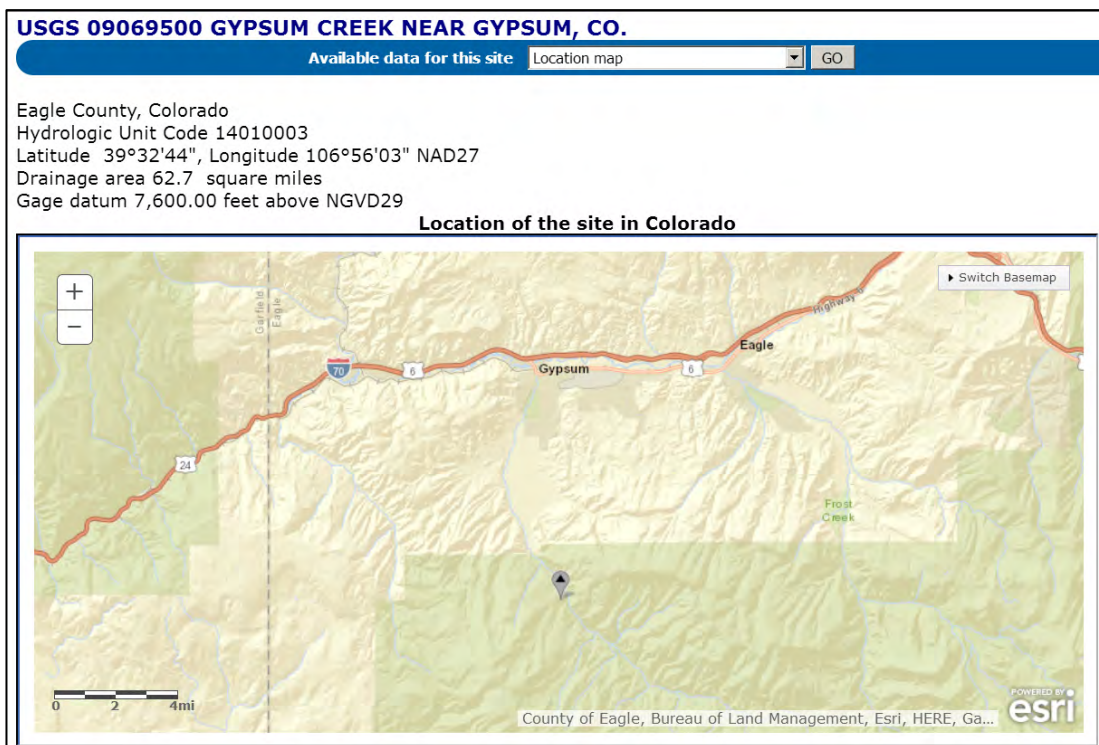 USGS 09069500 GYPSUM CREEK NEAR GYPSUM, CO.
Available data for this site Location map GO
Eagle County, Colorado
Hydrologic Unit Code 14010003
Latitude  39°32'44", Longitude 106°56'03" NAD27
Drainage area 62.7  square miles
Gage datum 7,600.00 feet above NGVD29
Location of the site in Colorado
+
−
Switch Basemap
Garfield
Eagle
Highway 6
Eagle
Gypsum
70
6
6
24
Frost
Creek
0 2 4mi
County of Eagle, Bureau of Land Management, Esri, HERE, Ga...
POWERED BY
esri